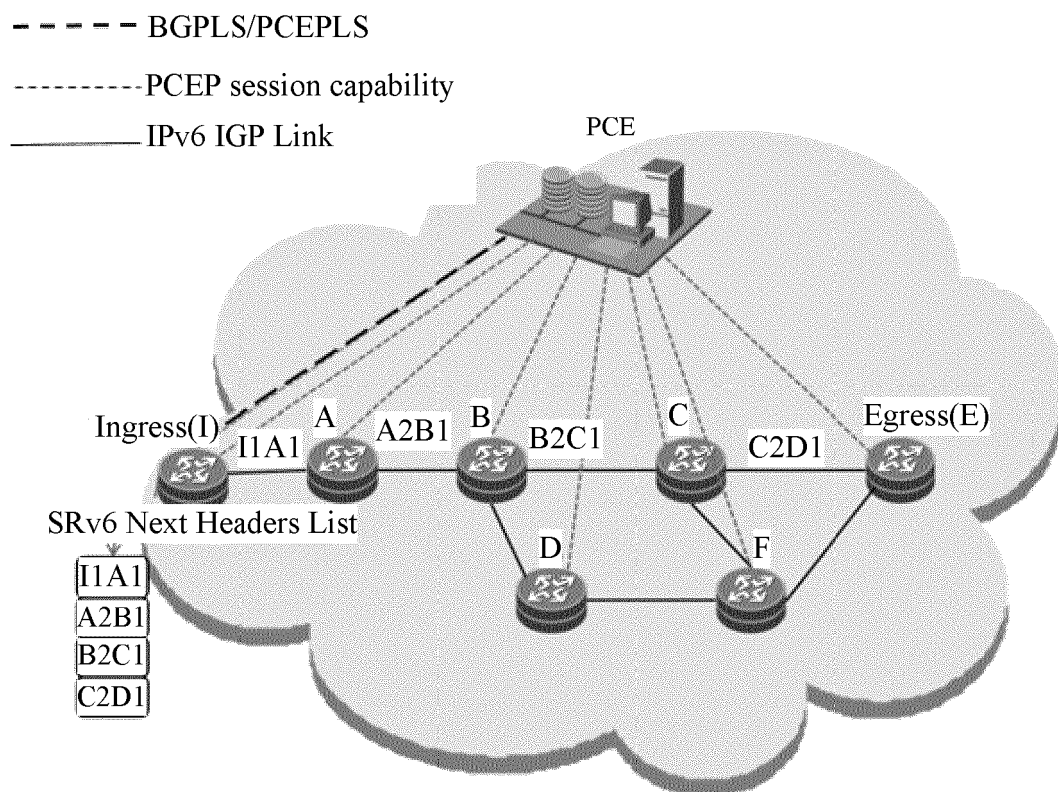 BGPLS/PCEPLS
PCEP session capability
IPv6 IGP Link
PCE
Ingress(I)
I1A1
A
A2B1
B
B2C1
C
C2D1
Egress(E)
SRv6 Next Headers List
I1A1
A2B1
B2C1
C2D1
D
F